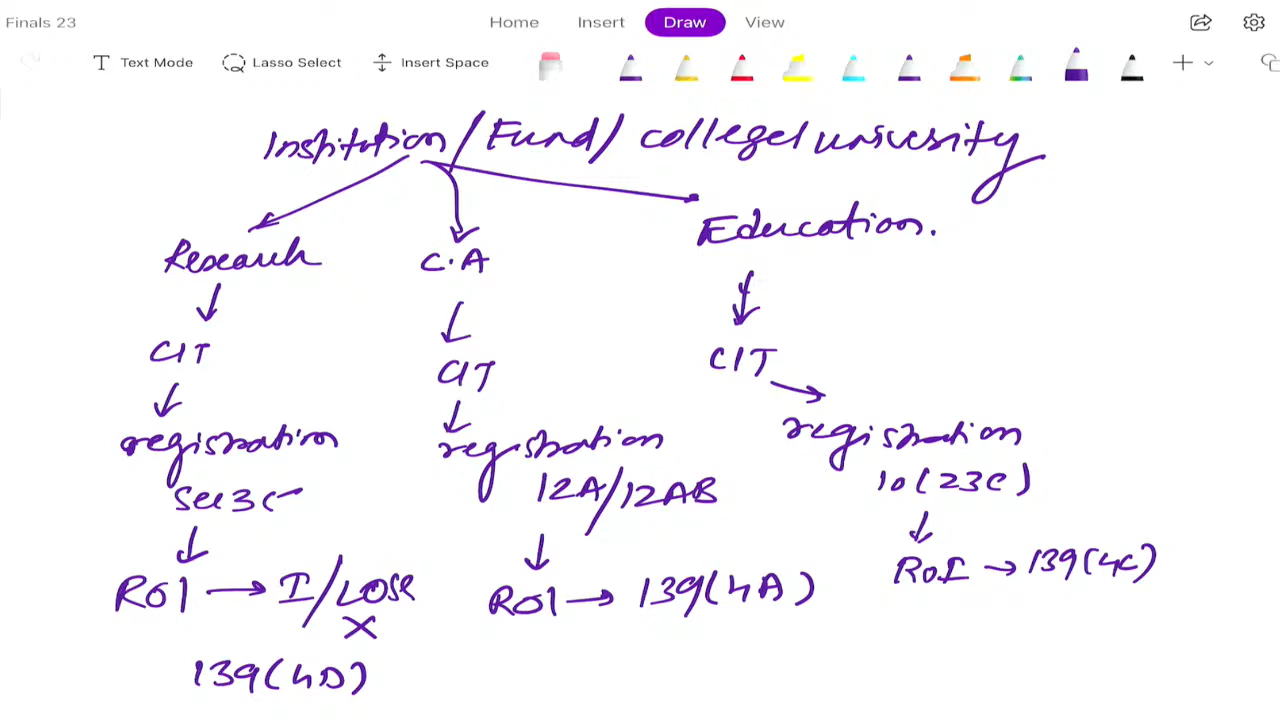 Finals 23
Home Insert Draw View
Text Mode Lasso Select Insert Space
Institution / Fund / college/university
Research C.A Education.
CIT CIT CIT
registration registration registration
Sec 35 12A/12AB 10(23C)
ROI → I/LOSE ROI → 139(4A) ROI → 139(4C)
X
139(4D)